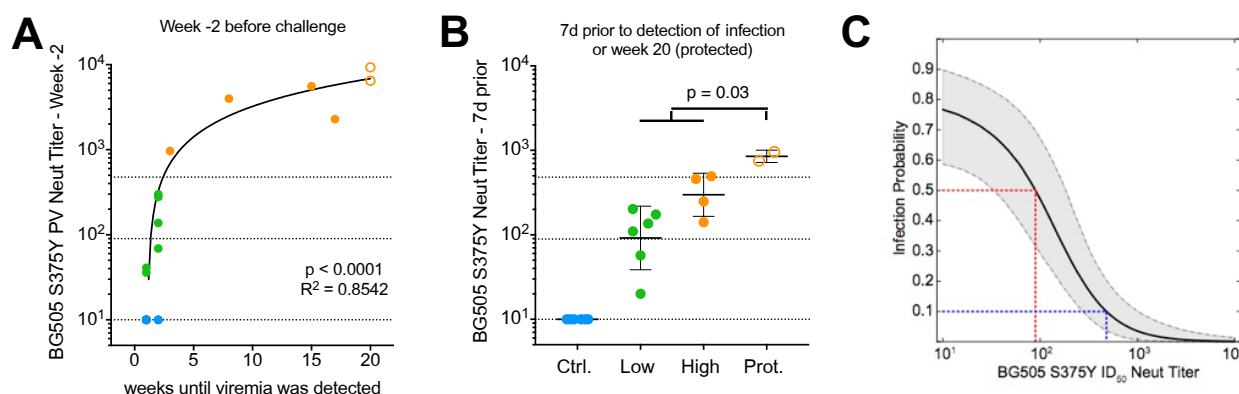 A
Week -2 before challenge
BG505 S375Y PV Neut Titer - Week -2
10⁴
10³
10²
10¹
p < 0.0001
R² = 0.8542
0 5 10 15 20
weeks until viremia was detected
B
7d prior to detection of infection
or week 20 (protected)
BG505 S375Y Neut Titer - 7d prior
10⁴
10³
10²
10¹
p = 0.03
Ctrl. Low High Prot.
C
Infection Probability
0.9
0.8
0.7
0.6
0.5
0.4
0.3
0.2
0.1
10¹ 10² 10³ 10⁴
BG505 S375Y ID₅₀ Neut Titer